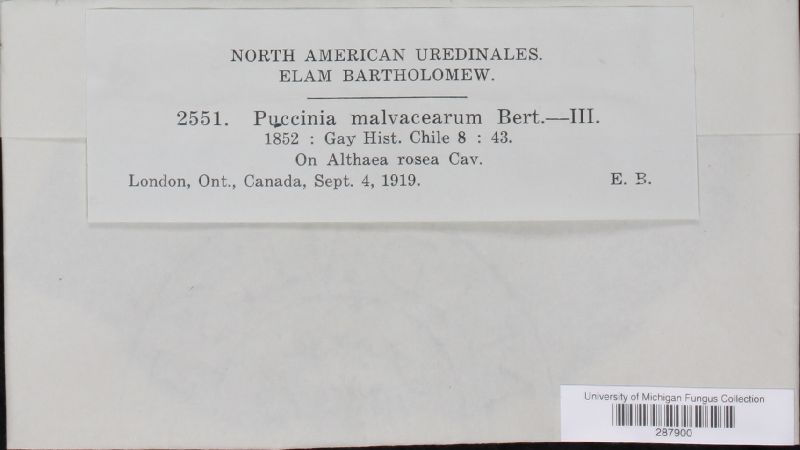 NORTH AMERICAN UREDINALES.
ELAM BARTHOLOMEW.
2551. Puccinia malvacearum Bert.—III.
1852 : Gay Hist. Chile 8 : 43.
On Althaea rosea Cav.
London, Ont., Canada, Sept. 4, 1919. E. B.
University of Michigan Fungus Collection
287900